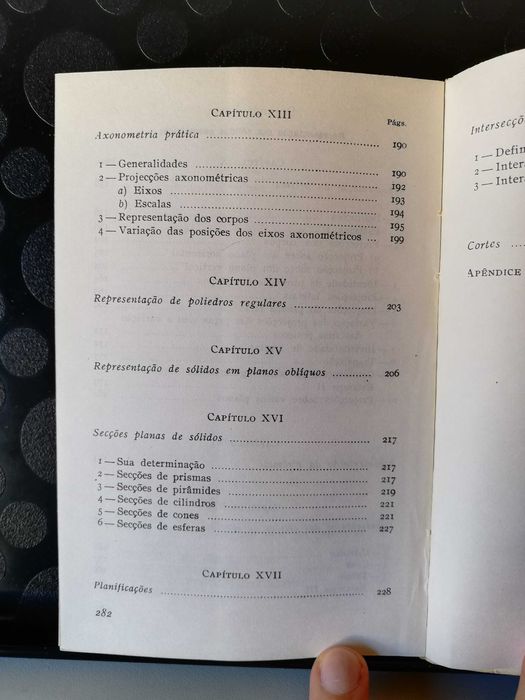 CAPÍTULO XIII
Págs.
Axonometria prática ........ 190
1 — Generalidades ........ 190
2 — Projecções axonométricas ........ 192
a) Eixos ........ 193
b) Escalas ........ 194
3 — Representação dos corpos ........ 195
4 — Variação das posições dos eixos axonométricos ... 199
CAPÍTULO XIV
Representação de poliedros regulares ........ 203
CAPÍTULO XV
Representação de sólidos em planos oblíquos ........ 206
CAPÍTULO XVI
Secções planas de sólidos ........ 217
1 — Sua determinação ........ 217
2 — Secções de prismas ........ 217
3 — Secções de pirâmides ........ 219
4 — Secções de cilindros ........ 221
5 — Secções de cones ........ 221
6 — Secções de esferas ........ 227
CAPÍTULO XVII
Planificações ........ 228
282
Intersecçõ
1 — Defin
2 — Inter
3 — Inter
Cortes ....
APÊNDICE